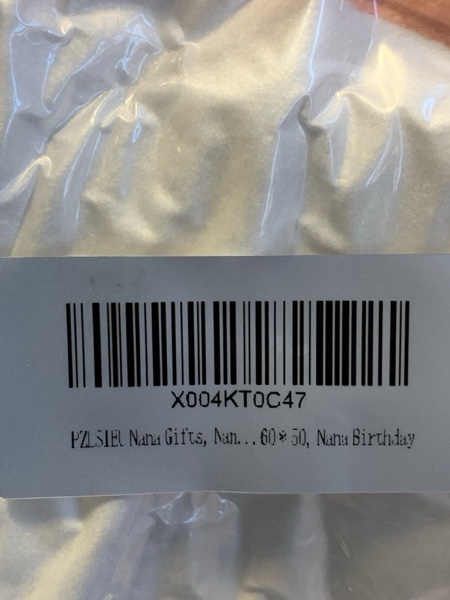 X004KT0C47
PZLSIEU Nana Gifts, Nan...60*50, Nana Birthday